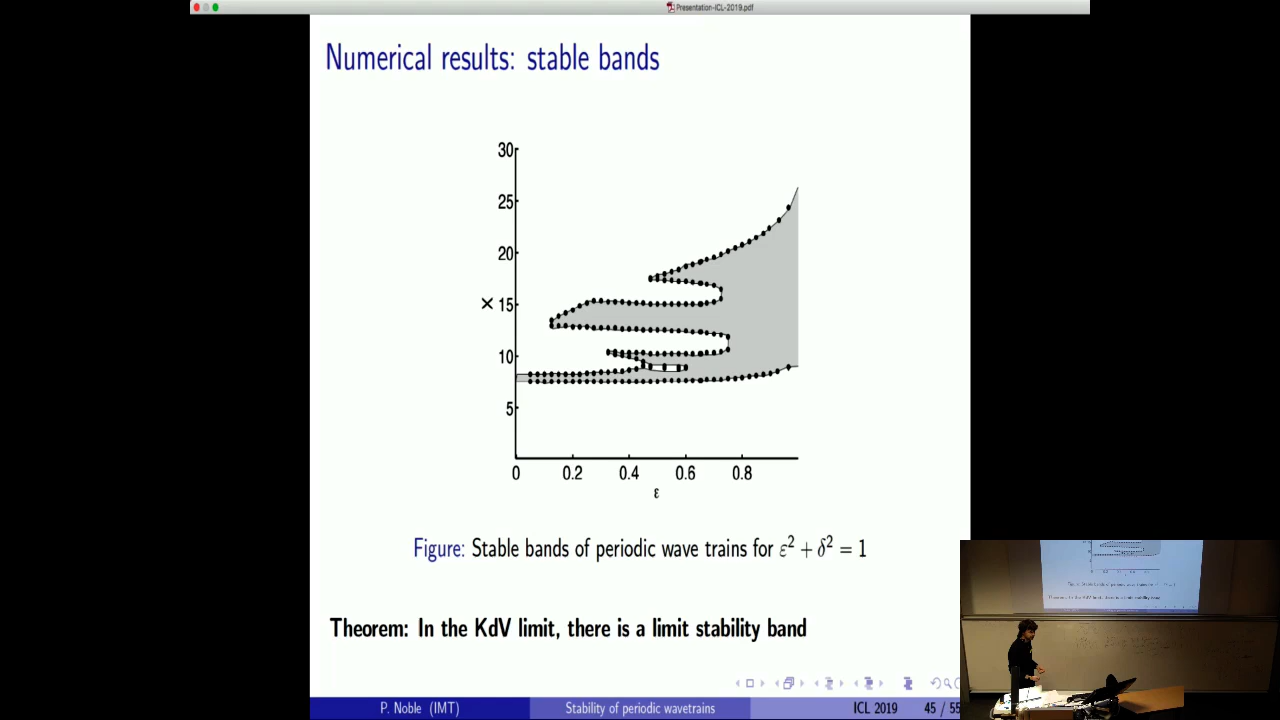 Presentation-ICL-2019.pdf
Numerical results: stable bands
30
25
20
X 15
10
5
0 0.2 0.4 0.6 0.8
ε
Figure: Stable bands of periodic wave trains for ε² + δ² = 1
Theorem: In the KdV limit, there is a limit stability band
P. Noble (IMT) Stability of periodic wavetrains ICL 2019 45 / 55